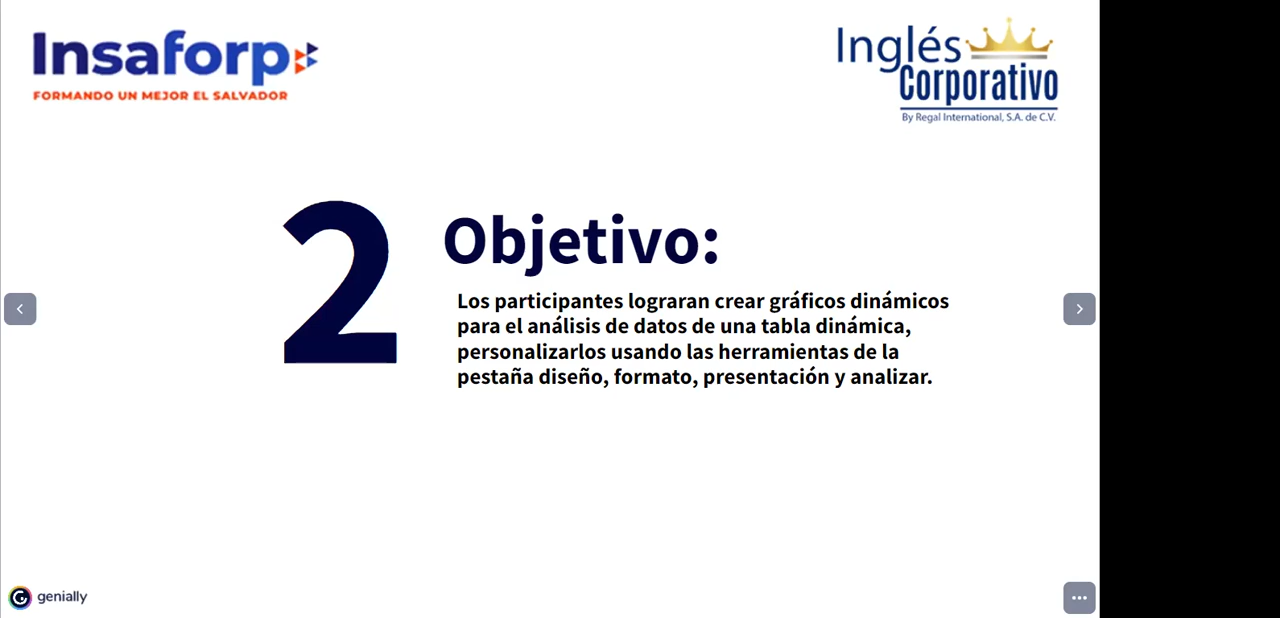 Insaforp
FORMANDO UN MEJOR EL SALVADOR
Inglés
Corporativo
By Regal International, S.A. de C.V.
2
Objetivo:
Los participantes lograran crear gráficos dinámicos
para el análisis de datos de una tabla dinámica,
personalizarlos usando las herramientas de la
pestaña diseño, formato, presentación y analizar.
genially